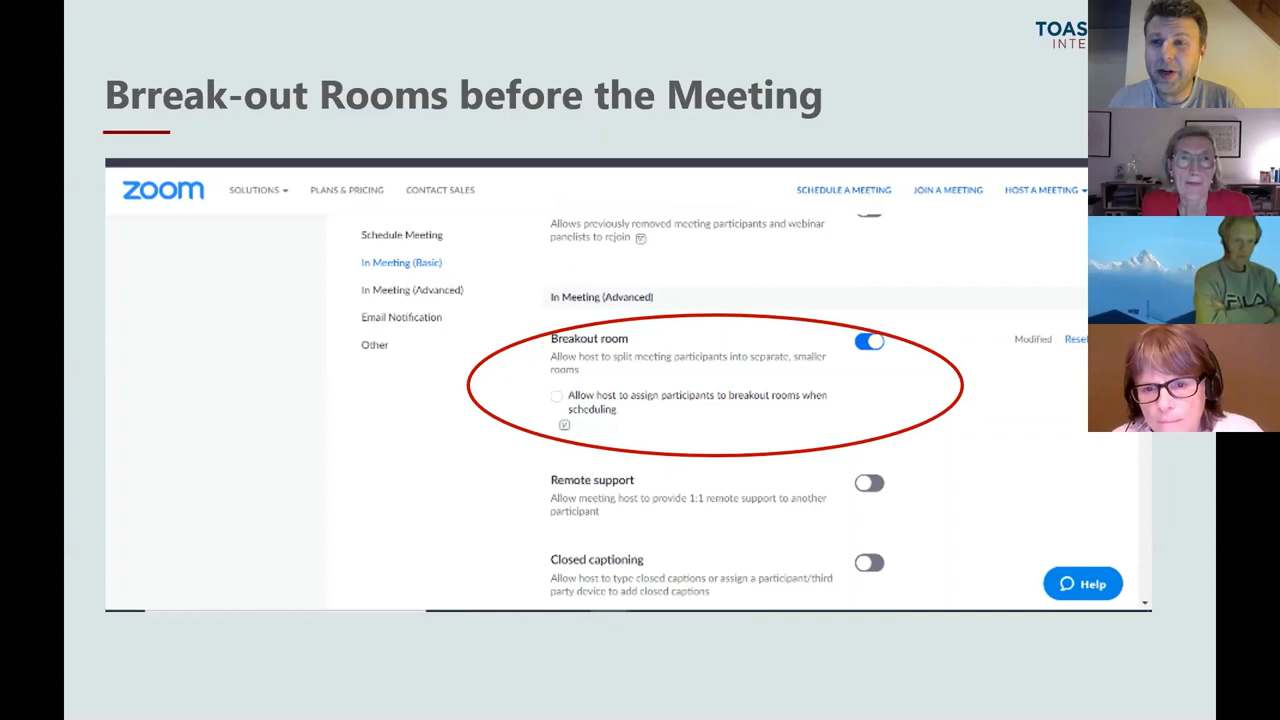 TOAS
INTE
Brreak-out Rooms before the Meeting
zoom SOLUTIONS PLANS & PRICING CONTACT SALES SCHEDULE A MEETING JOIN A MEETING HOST A MEETING
Schedule Meeting
In Meeting (Basic)
In Meeting (Advanced)
Email Notification
Other
Allows previously removed meeting participants and webinar
panelists to rejoin
In Meeting (Advanced)
Breakout room
Modified Reset
Allow host to split meeting participants into separate, smaller
rooms
Allow host to assign participants to breakout rooms when
scheduling
Remote support
Allow meeting host to provide 1:1 remote support to another
participant
Closed captioning
Allow host to type closed captions or assign a participant/third
party device to add closed captions
Help
FILA